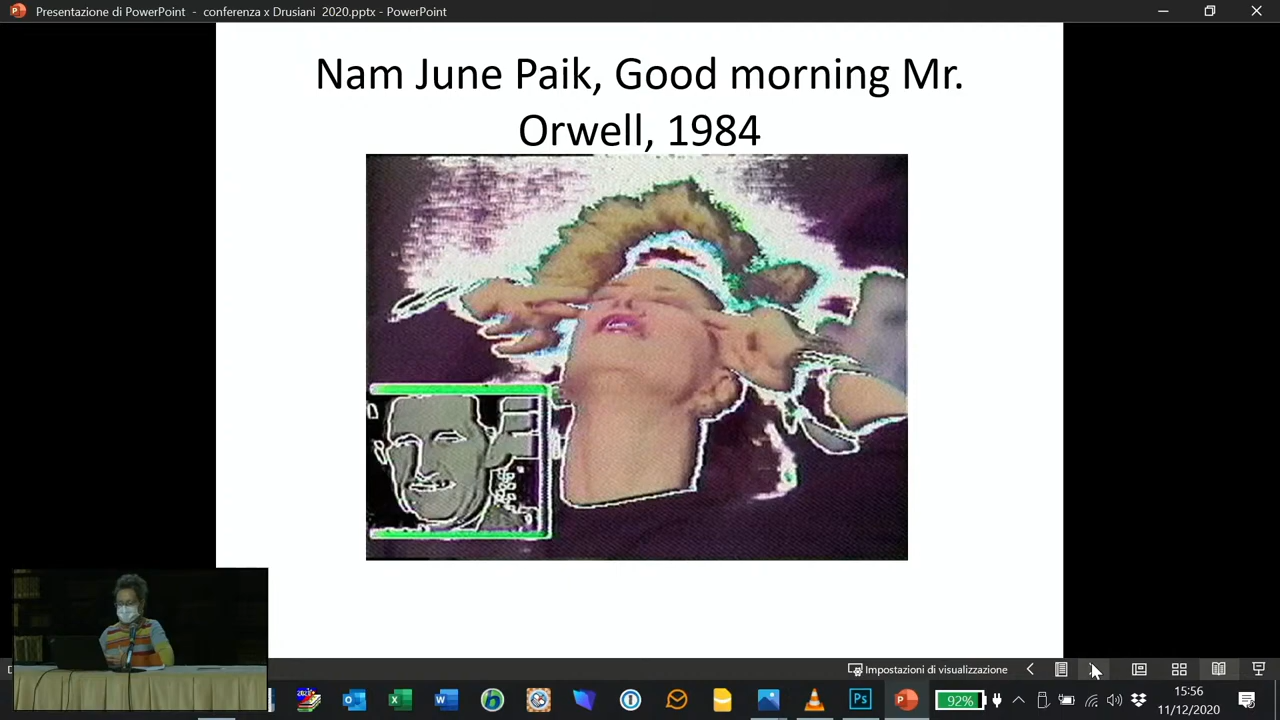 Presentazione di PowerPoint - conferenza x Drusiani 2020.pptx - PowerPoint
Nam June Paik, Good morning Mr.
Orwell, 1984
Impostazioni di visualizzazione
92%
15:56
11/12/2020